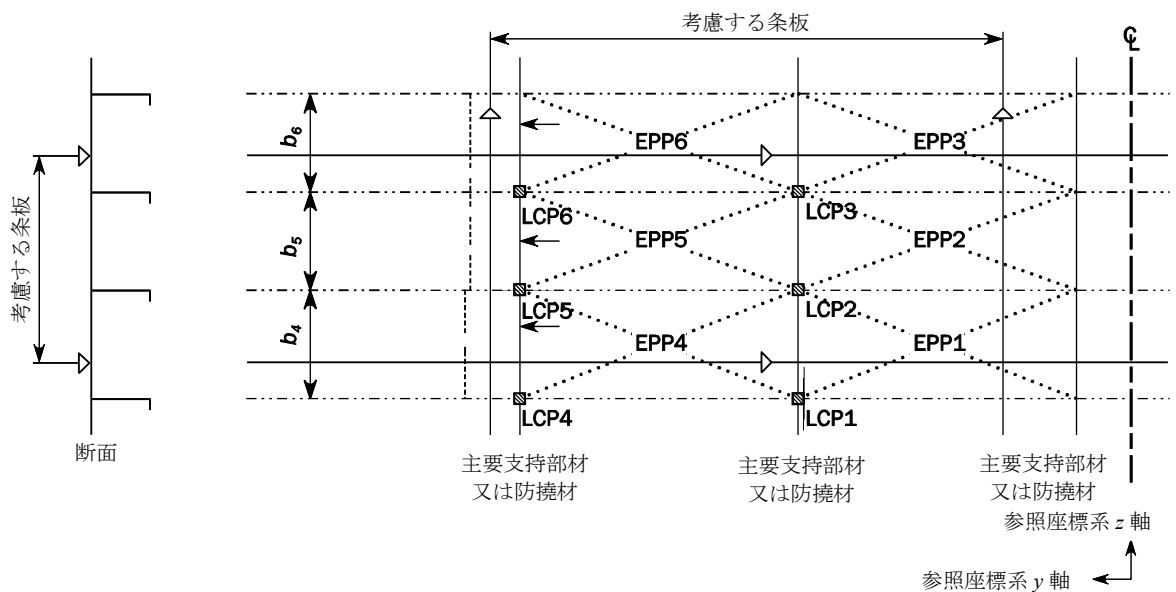 考慮する条板
℄
b₆
EPP6
EPP3
LCP6
LCP3
考慮する条板
b₅
EPP5
EPP2
LCP5
LCP2
b₄
EPP4
EPP1
LCP4
LCP1
断面
主要支持部材
又は防撓材
主要支持部材
又は防撓材
主要支持部材
又は防撓材
参照座標系 z 軸
参照座標系 y 軸